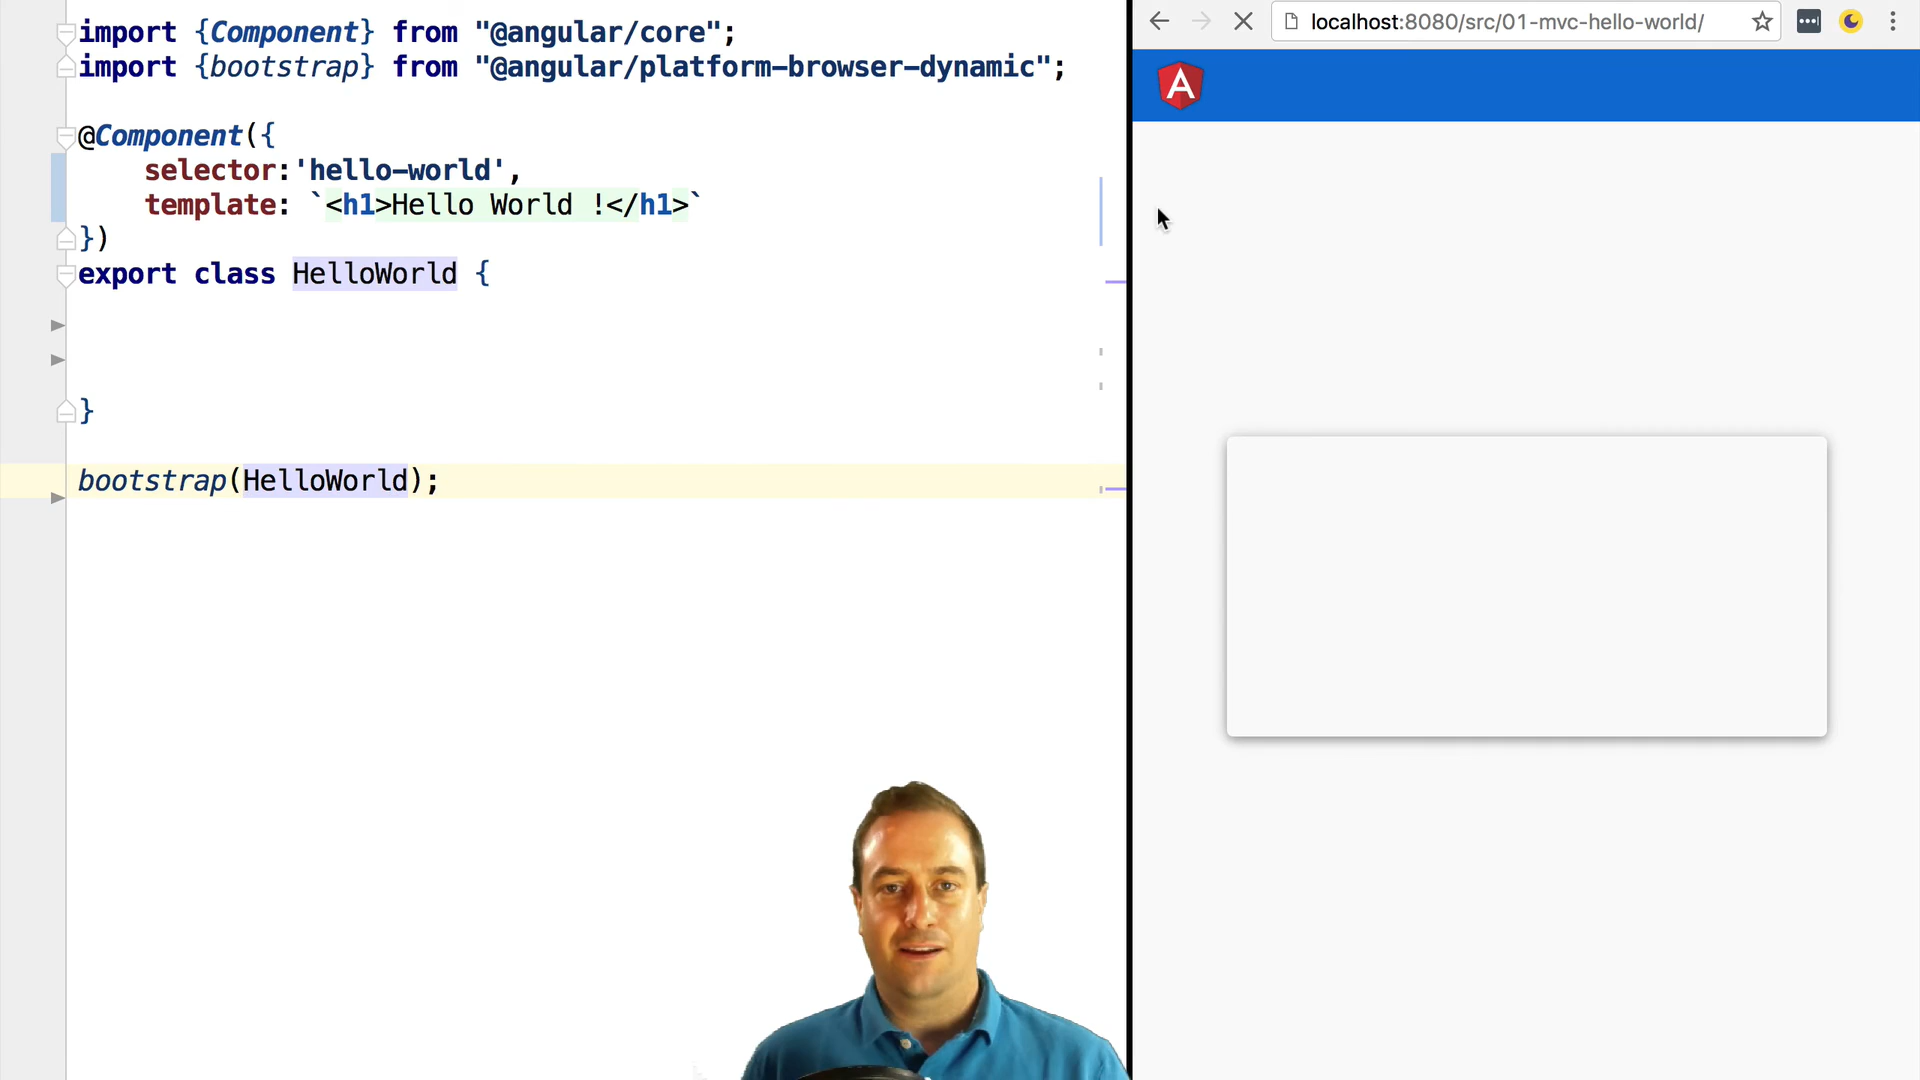 import {Component} from "@angular/core";
import {bootstrap} from "@angular/platform-browser-dynamic";
@Component({
selector:'hello-world',
template: `<h1>Hello World !</h1>`
})
export class HelloWorld {
}
bootstrap(HelloWorld);
localhost:8080/src/01-mvc-hello-world/
A